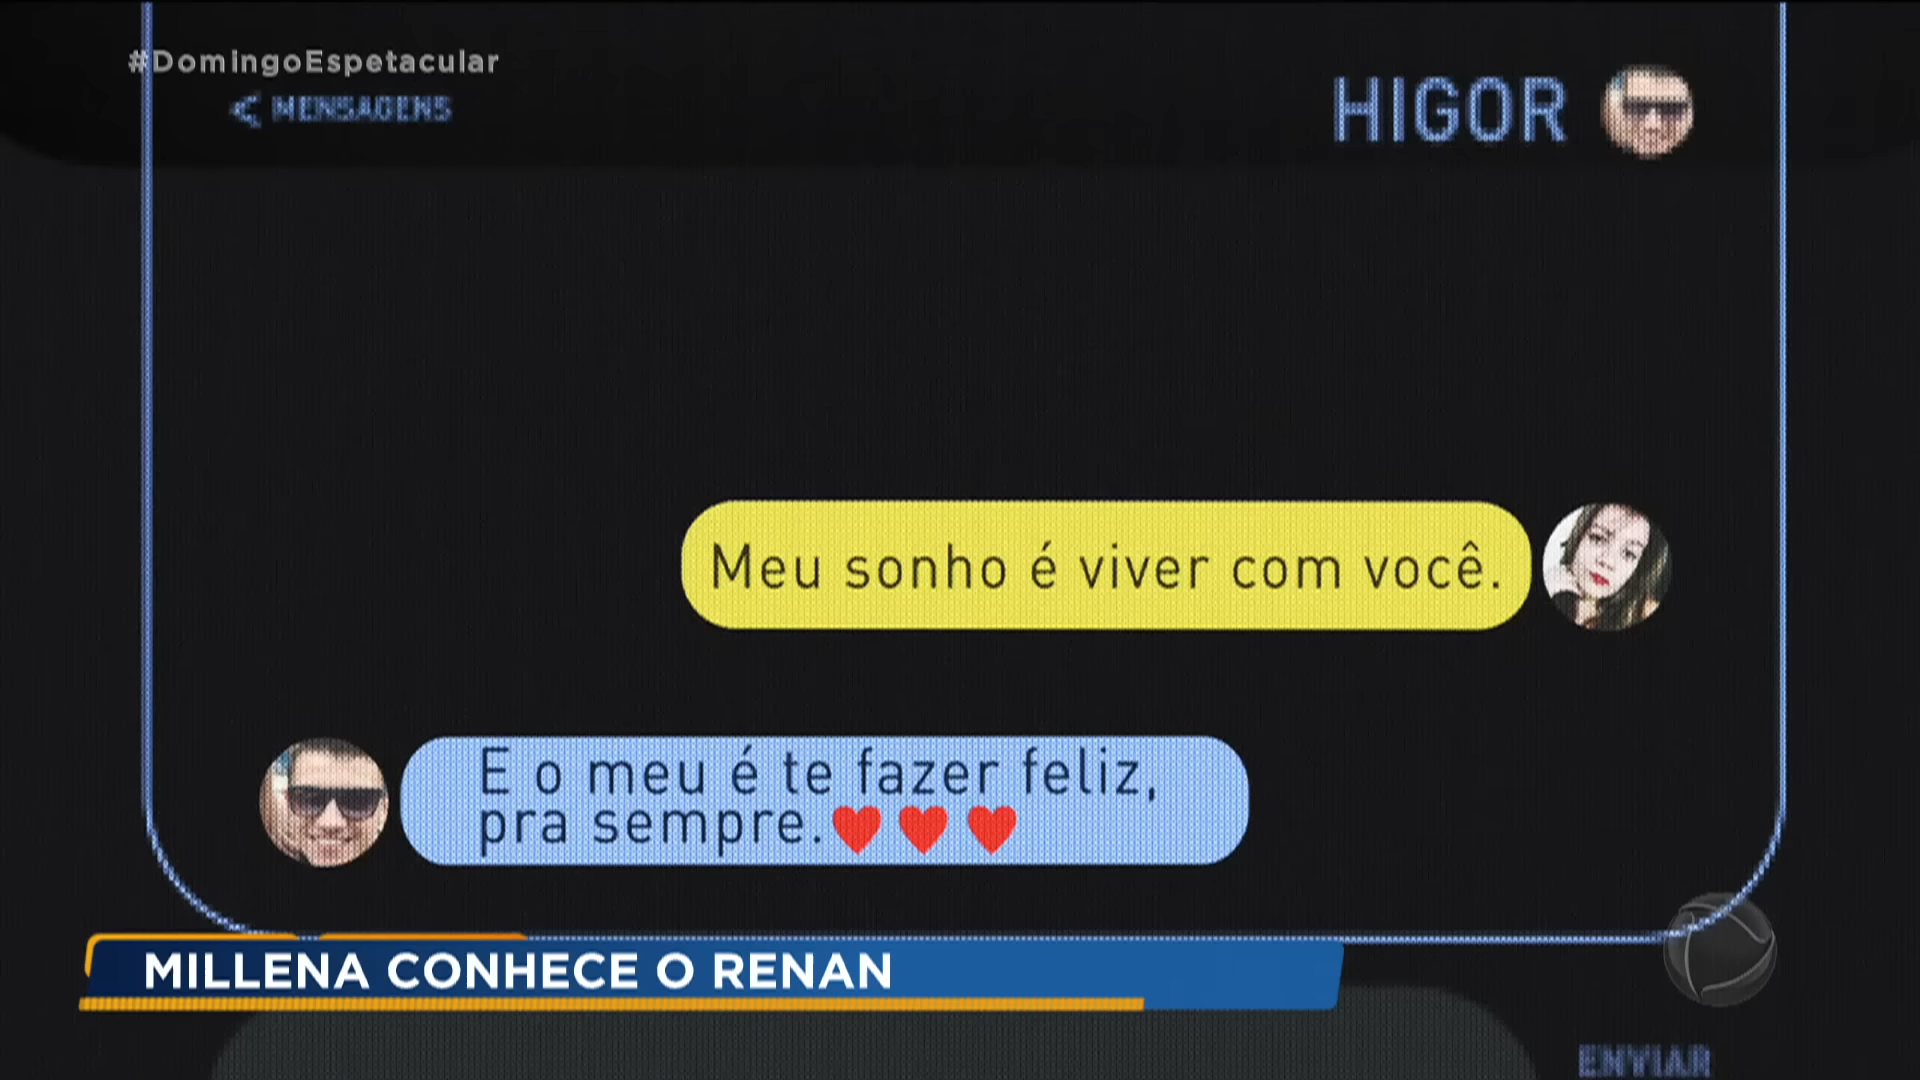 #DomingoEspetacular
< MENSAGENS
HIGOR
Meu sonho é viver com você.
E o meu é te fazer feliz,
pra sempre.❤❤❤
MILLENA CONHECE O RENAN
ENVIAR